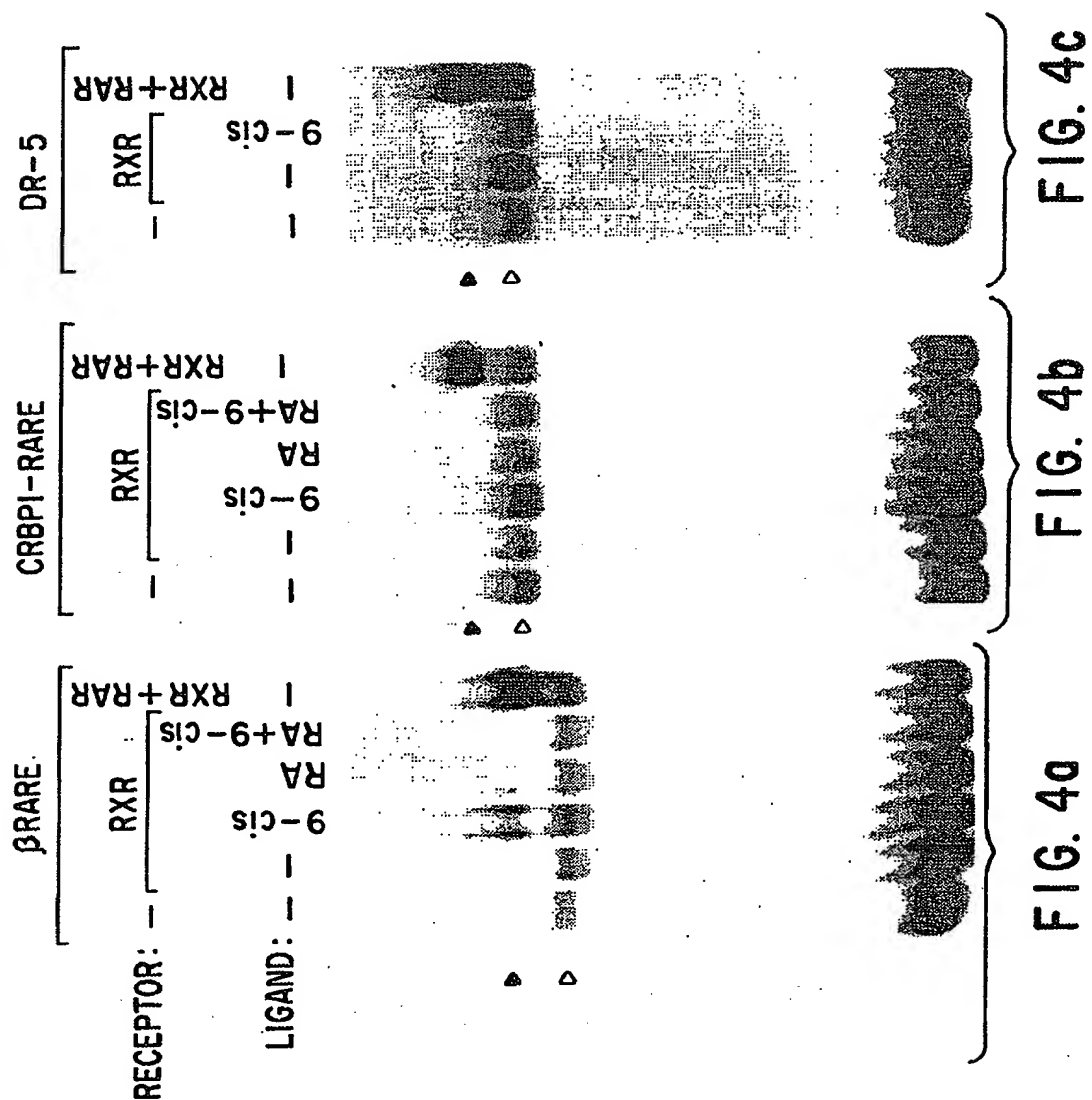 βRARE
CRBPI-RARE
DR-5
RECEPTOR: – RXR RXR+RAR
– RXR RXR+RAR
– RXR RXR+RAR
LIGAND: – – 9-cis RA RA+9-cis –
– – 9-cis RA RA+9-cis –
– – 9-cis –
FIG. 4a
FIG. 4b
FIG. 4c